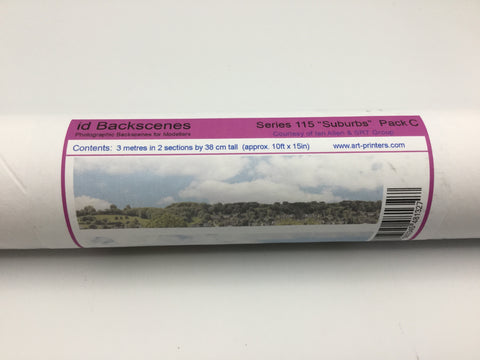 id Backscenes
Photographic Backscenes for Modellers
Series 115 "Suburbs" Pack C
Courtesy of Ian Allen & SRT Group
Contents: 3 metres in 2 sections by 38 cm tall (approx. 10ft x 15in)
www.art-printers.com